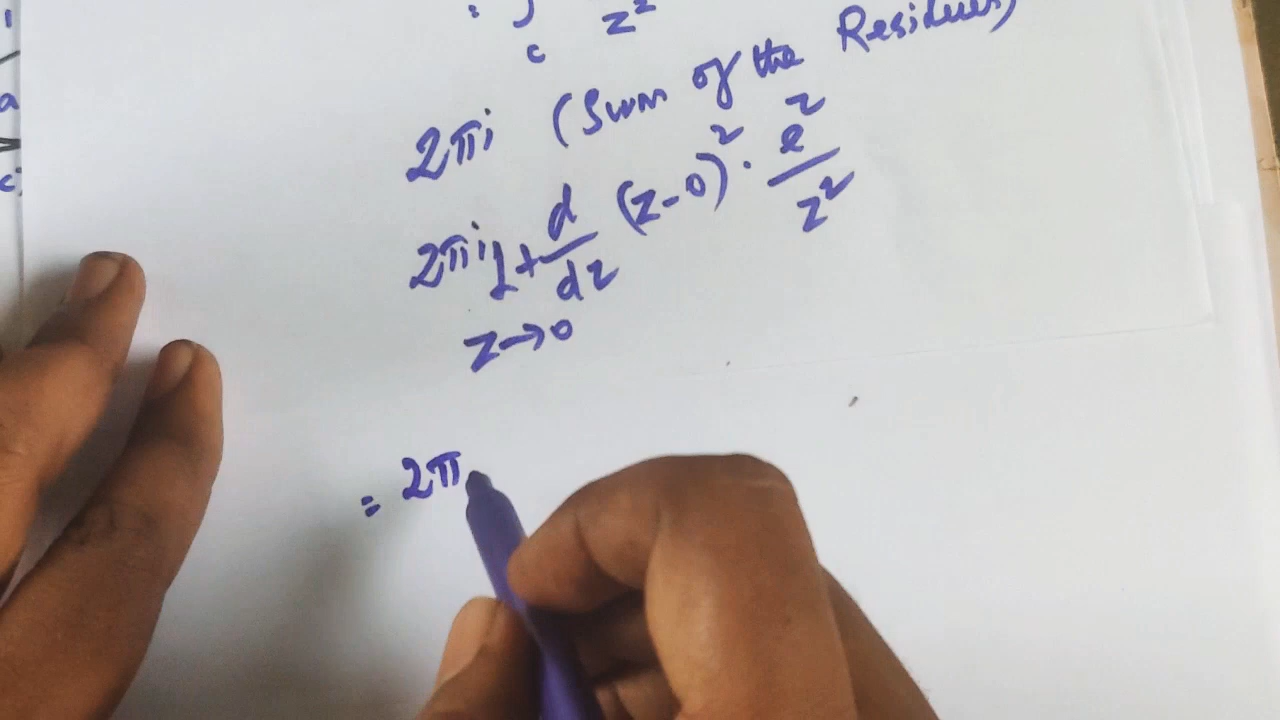 : ∫ z²
c
2πi (Sum of the Residues)
2πi Lt d/dz (z-0)² . e^z/z²
z→0
= 2π